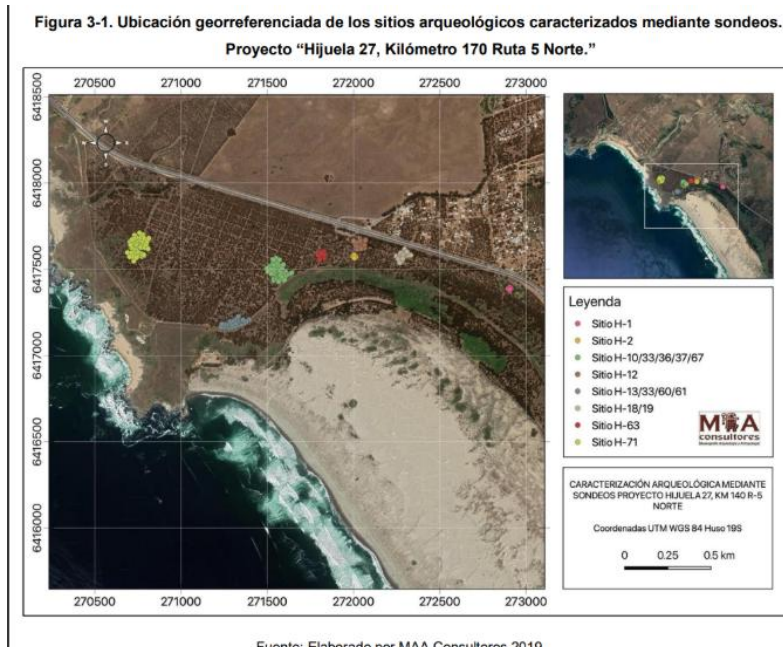 Figura 3-1. Ubicación georreferenciada de los sitios arqueológicos caracterizados mediante sondeos.
Proyecto “Hijuela 27, Kilómetro 170 Ruta 5 Norte.”
270500 271000 271500 272000 272500 273000
6418500
6418000
6417500
6417000
6416500
6416000
270500 271000 271500 272000 272500 273000
Leyenda
Sitio H-1
Sitio H-2
Sitio H-10/33/36/37/67
Sitio H-12
Sitio H-13/33/60/61
Sitio H-18/19
Sitio H-63
Sitio H-71
MAA
consultores
CARACTERIZACIÓN ARQUEOLÓGICA MEDIANTE
SONDEOS PROYECTO HIJUELA 27, KM 140 R-5
NORTE
Coordenadas UTM WGS 84 Huso 19S
0 0.25 0.5 km
Fuente: Elaborado por MAA Consultores 2019